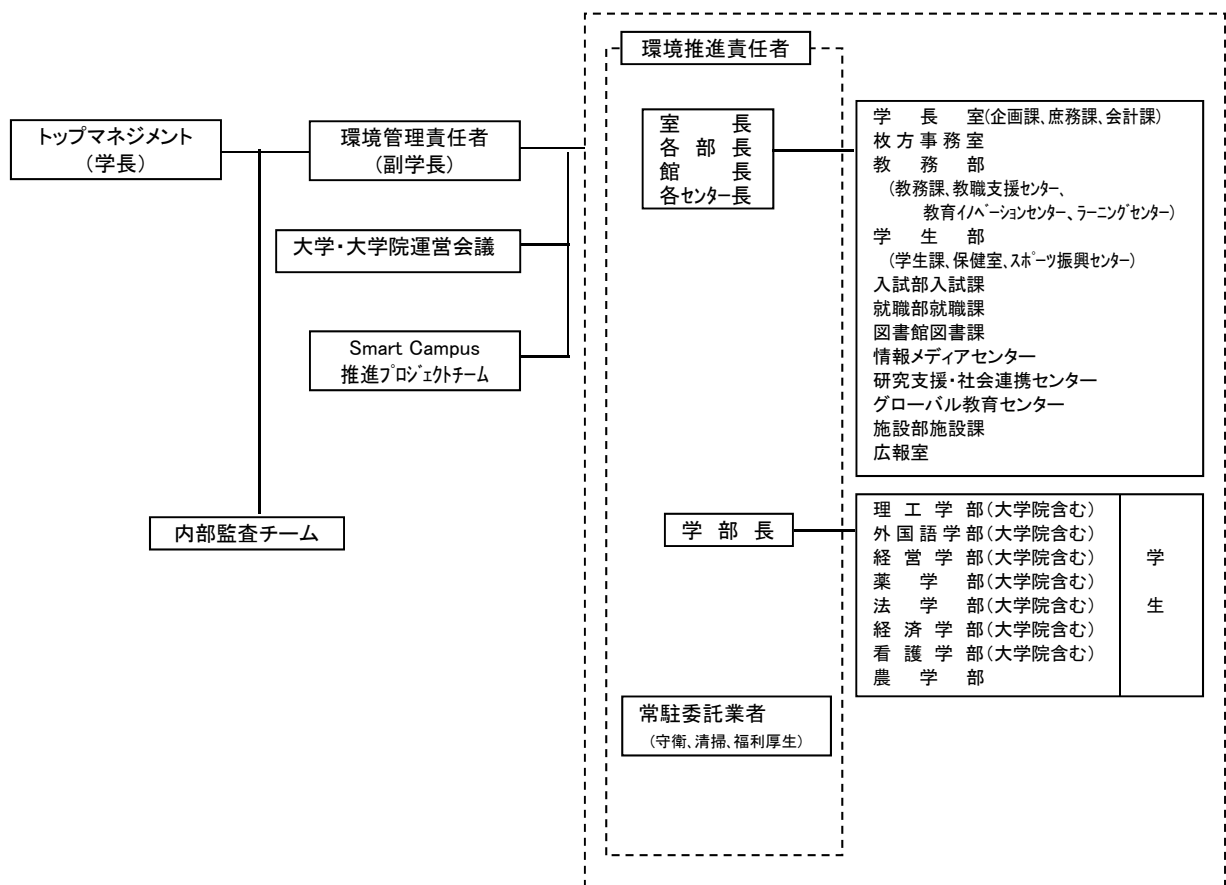 環境推進責任者
トップマネジメント
(学長)
環境管理責任者
(副学長)
大学・大学院運営会議
Smart Campus
推進ﾌﾟﾛｼﾞｪｸﾄチーム
内部監査チーム
室長
各部長
館長
各ｾﾝﾀｰ長
学長室(企画課、庶務課、会計課)
枚方事務室
教務部
(教務課、教職支援ｾﾝﾀｰ、
教育ｲﾉﾍﾞｰｼｮﾝｾﾝﾀｰ、ﾗｰﾆﾝｸﾞｾﾝﾀｰ)
学生部
(学生課、保健室、ｽﾎﾟｰﾂ振興ｾﾝﾀｰ)
入試部入試課
就職部就職課
図書館図書課
情報メディアセンター
研究支援・社会連携センター
グローバル教育センター
施設部施設課
広報室
学部長
理工学部(大学院含む)
外国語学部(大学院含む)
経営学部(大学院含む)
薬学部(大学院含む)
法学部(大学院含む)
経済学部(大学院含む)
看護学部(大学院含む)
農学部
学
生
常駐委託業者
(守衛、清掃、福利厚生)